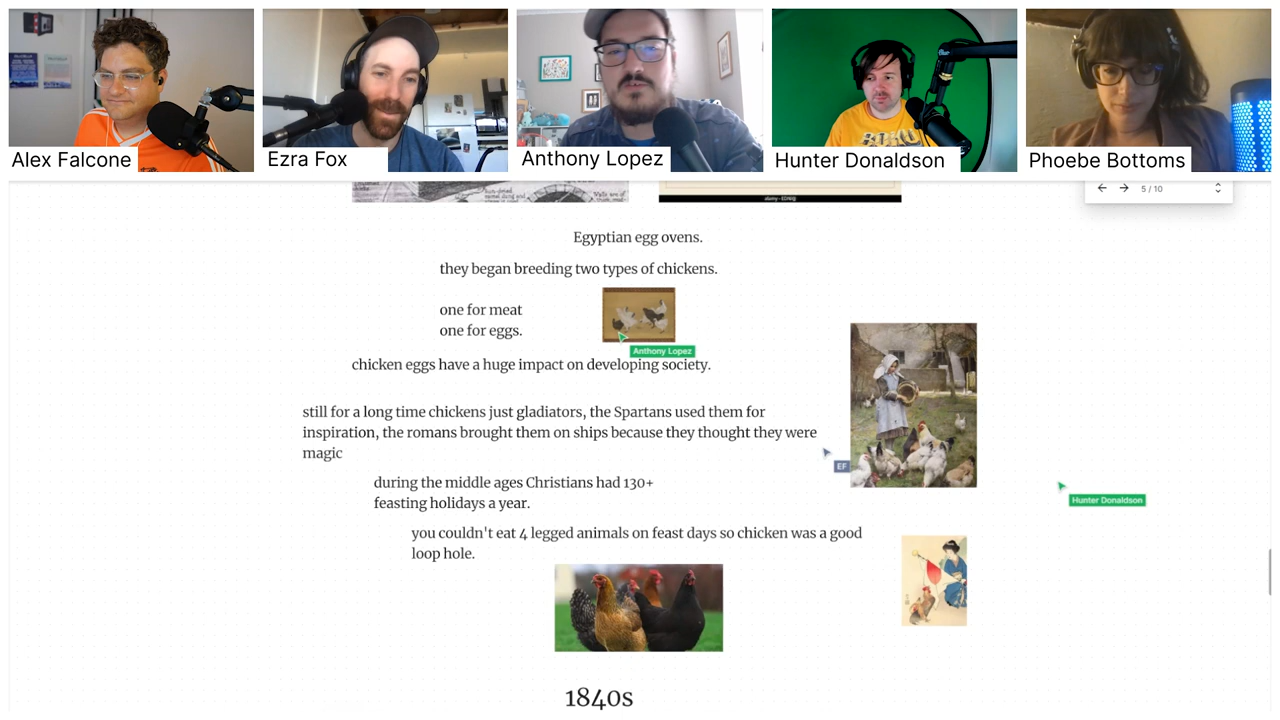 Alex Falcone
Ezra Fox
Anthony Lopez
Hunter Donaldson
Phoebe Bottoms
5 / 10
Egyptian egg ovens.
they began breeding two types of chickens.
one for meat
one for eggs.
Anthony Lopez
chicken eggs have a huge impact on developing society.
still for a long time chickens just gladiators, the Spartans used them for
inspiration, the romans brought them on ships because they thought they were
magic
EF
during the middle ages Christians had 130+
feasting holidays a year.
Hunter Donaldson
you couldn't eat 4 legged animals on feast days so chicken was a good
loop hole.
1840s